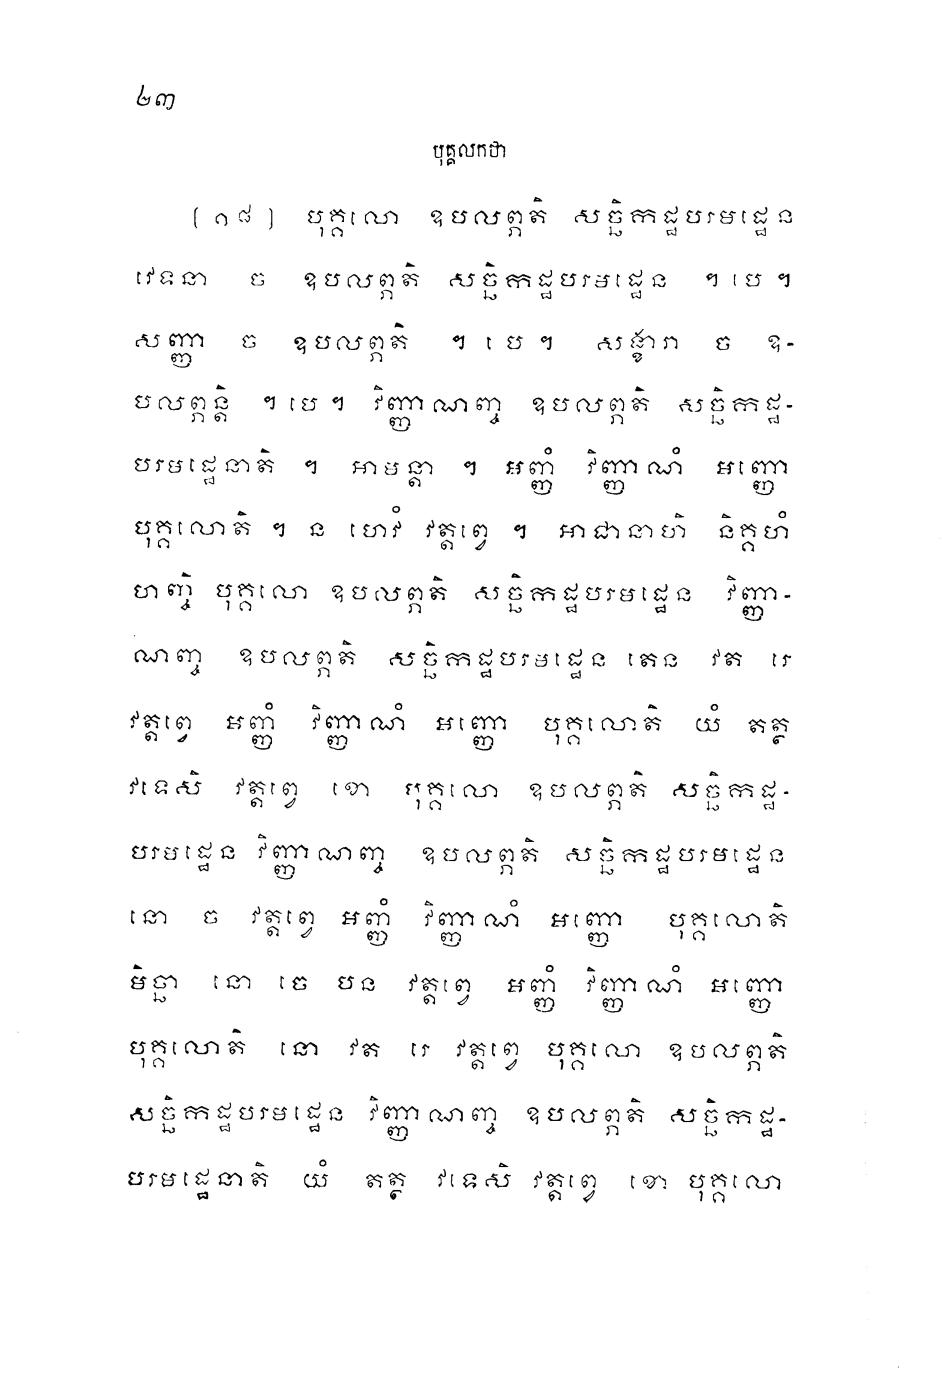 ២៣
បុគ្គលកថា
(១៨) បុគ្គលោ ឧបលព្ភតិ សច្ឆិកដ្ឋបរមដ្ឋេន
វេទនា ច ឧបលព្ភតិ សច្ឆិកដ្ឋបរមដ្ឋេន ។បេ។
សញ្ញា ច ឧបលព្ភតិ ។បេ។ សង្ខារា ច ឧ-
បលព្ភន្តិ ។បេ។ វិញ្ញាណញ្ច ឧបលព្ភតិ សច្ឆិកដ្ឋ-
បរមដ្ឋេនាតិ ។ អាមន្តា ។ អញ្ញំ វិញ្ញាណំ អញ្ញោ
បុគ្គលោតិ ។ ន ហេវំ វត្តព្វេ ។ អាជានាហិ និគ្គហំ
ហញ្ចិ បុគ្គលោ ឧបលព្ភតិ សច្ឆិកដ្ឋបរមដ្ឋេន វិញ្ញា-
ណញ្ច ឧបលព្ភតិ សច្ឆិកដ្ឋបរមដ្ឋេន តេន វត រេ
វត្តព្វេ អញ្ញំ វិញ្ញាណំ អញ្ញោ បុគ្គលោតិ យំ តត្ថ
វទេសិ វត្តព្វេ ខោ បុគ្គលោ ឧបលព្ភតិ សច្ឆិកដ្ឋ-
បរមដ្ឋេន វិញ្ញាណញ្ច ឧបលព្ភតិ សច្ឆិកដ្ឋបរមដ្ឋេន
នោ ច វត្តព្វេ អញ្ញំ វិញ្ញាណំ អញ្ញោ បុគ្គលោតិ
មិច្ឆា នោ ចេ បន វត្តព្វេ អញ្ញំ វិញ្ញាណំ អញ្ញោ
បុគ្គលោតិ នោ វត រេ វត្តព្វេ បុគ្គលោ ឧបលព្ភតិ
សច្ឆិកដ្ឋបរមដ្ឋេន វិញ្ញាណញ្ច ឧបលព្ភតិ សច្ឆិកដ្ឋ-
បរមដ្ឋេនាតិ យំ តត្ថ វទេសិ វត្តព្វេ ខោ បុគ្គលោ